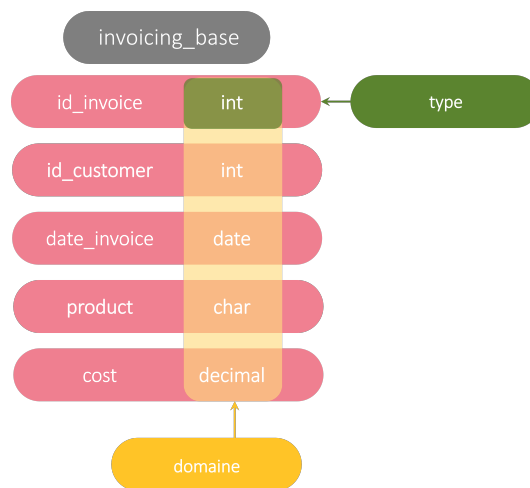 invoicing_base
id_invoice int type
id_customer int
date_invoice date
product char
cost decimal
domaine